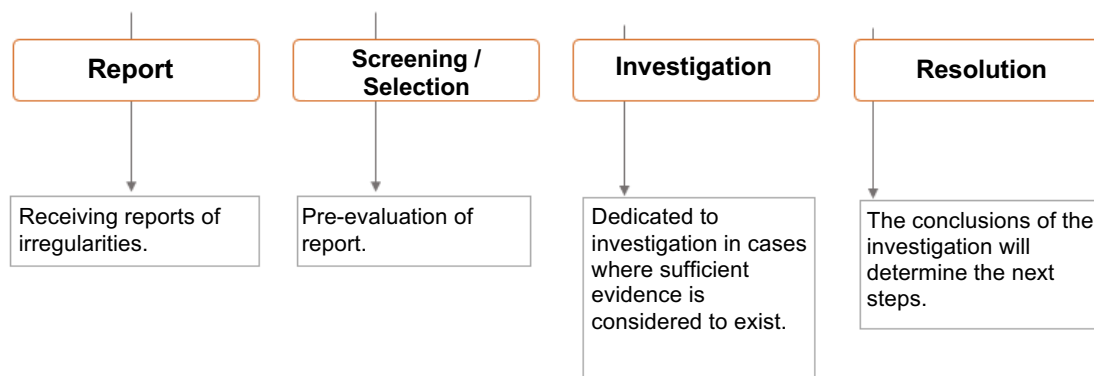 Report
Screening /
Selection
Investigation
Resolution
Receiving reports of
irregularities.
Pre-evaluation of
report.
Dedicated to
investigation in cases
where sufficient
evidence is
considered to exist.
The conclusions of the
investigation will
determine the next
steps.